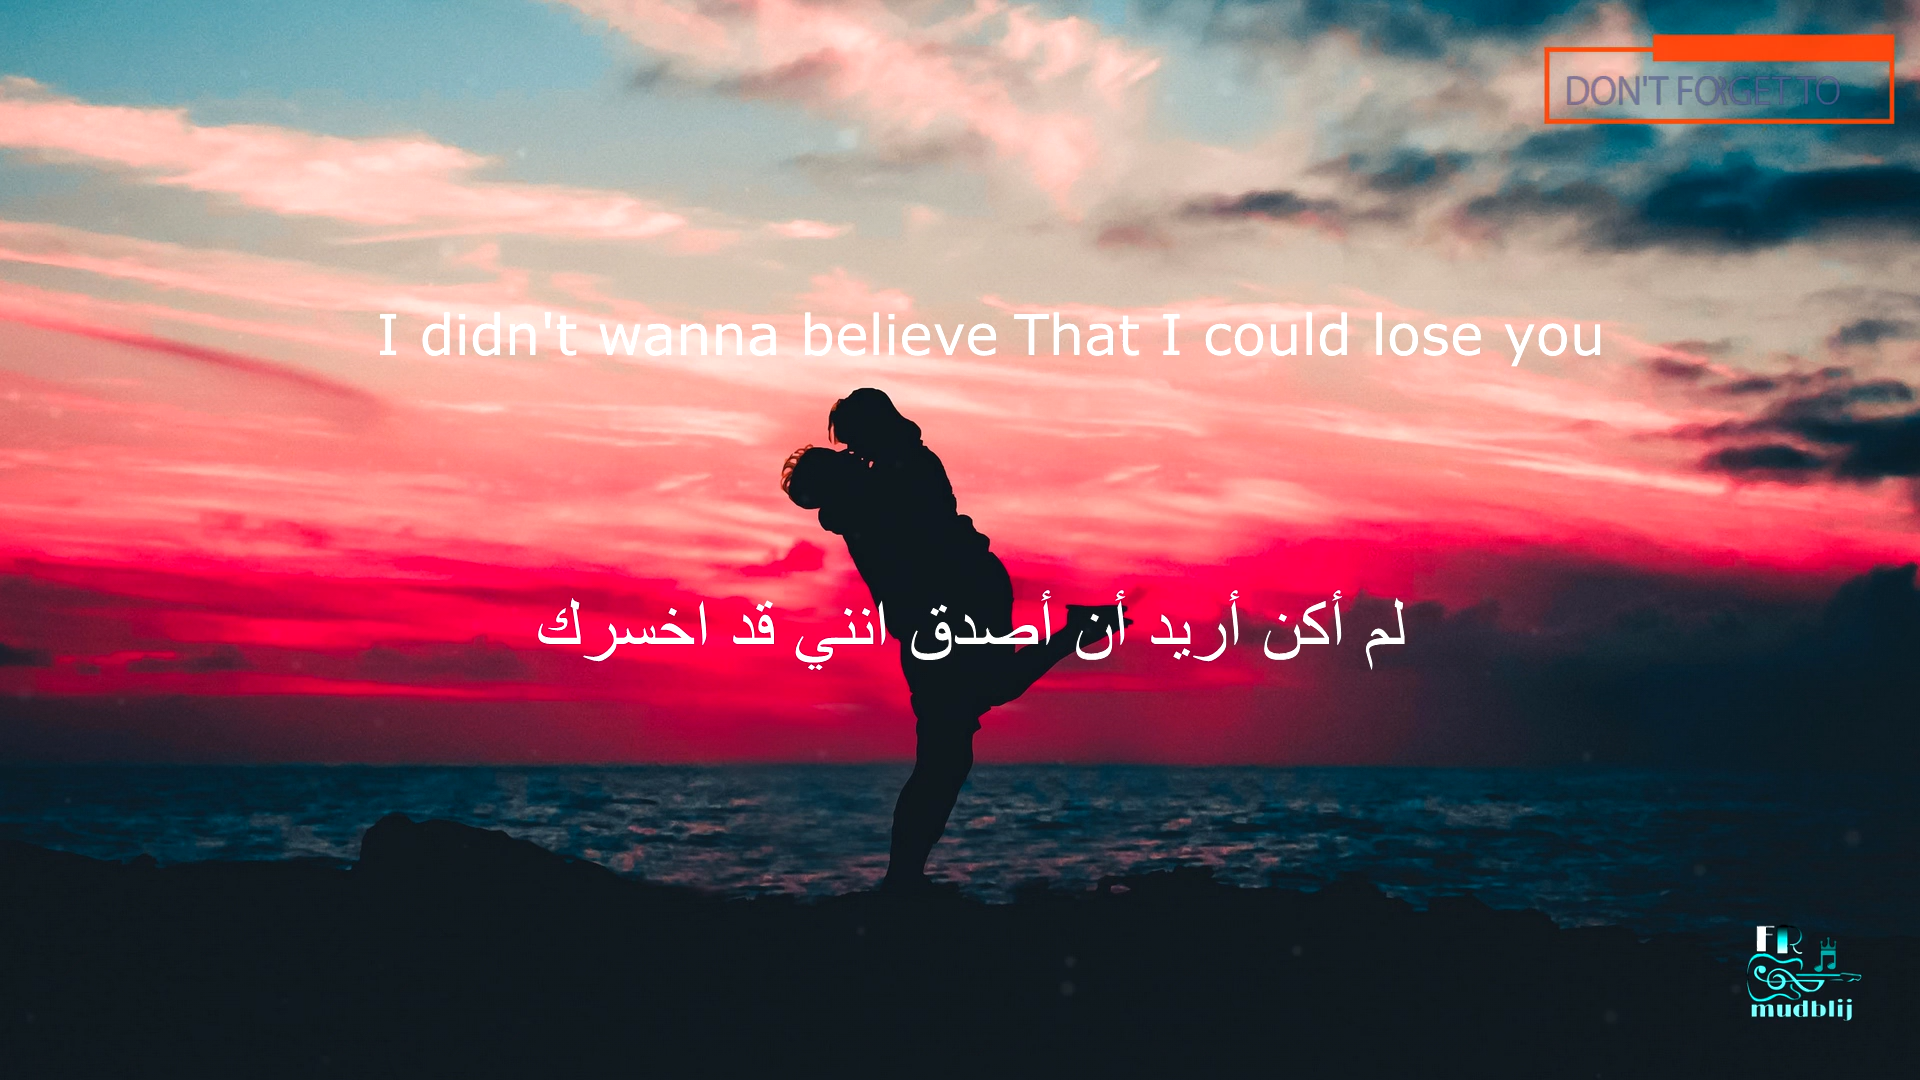 DON'T FORGET TO
I didn't wanna believe That I could lose you
لم أكن أريد أن أصدق انني قد اخسرك
FR
mudblij